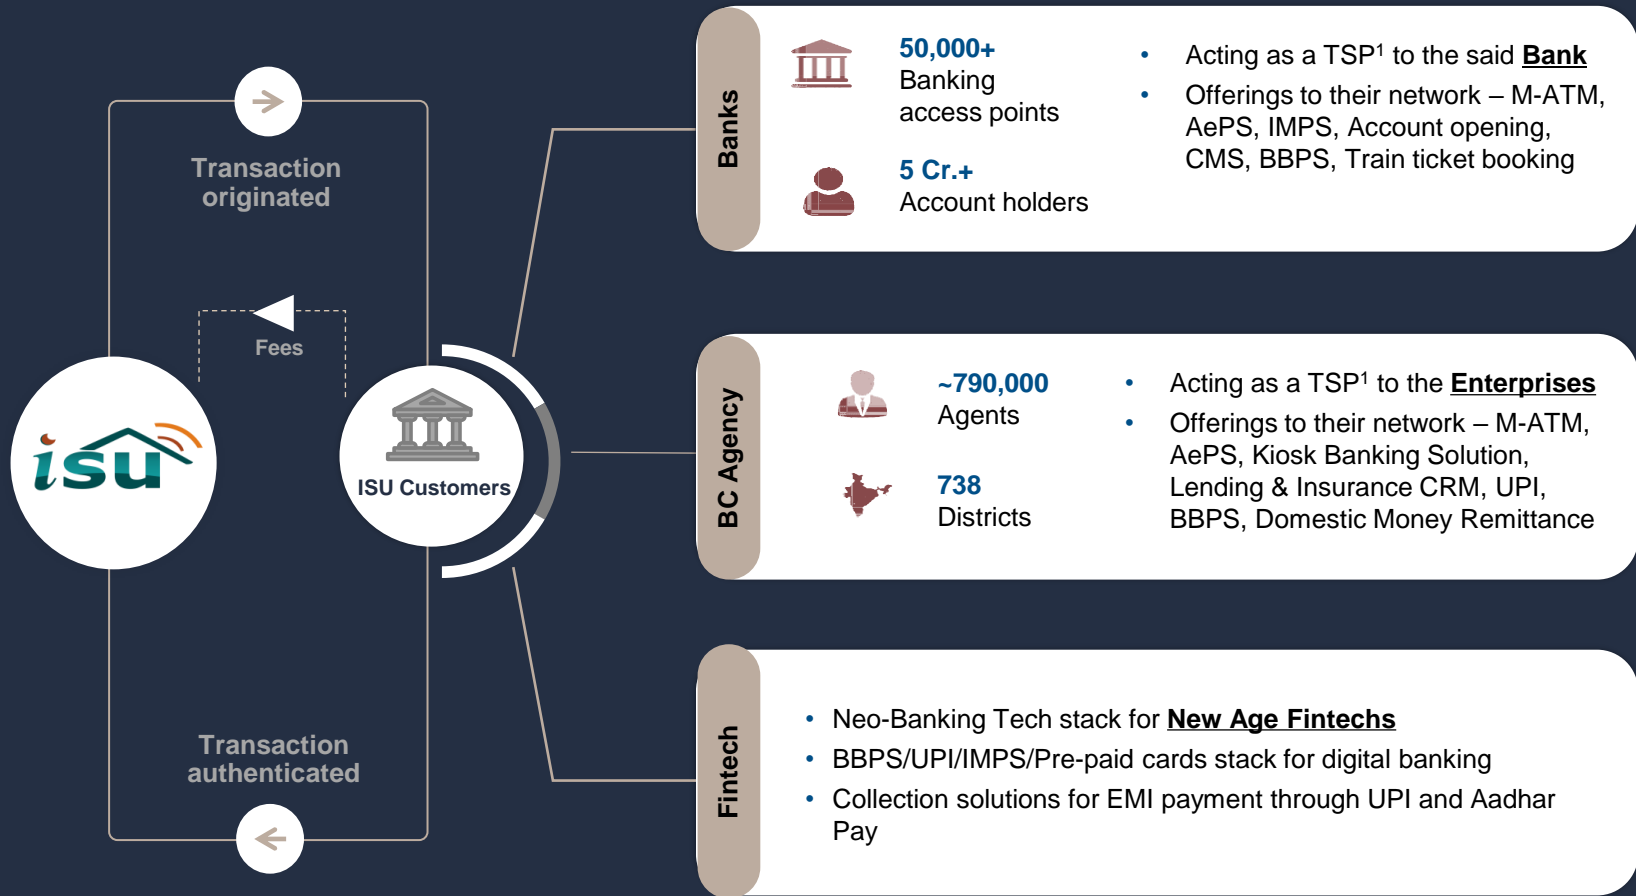 Transaction
originated
Fees
isu
ISU Customers
Transaction
authenticated
Banks
50,000+
Banking
access points
5 Cr.+
Account holders
• Acting as a TSP¹ to the said Bank
• Offerings to their network – M-ATM,
AePS, IMPS, Account opening,
CMS, BBPS, Train ticket booking
BC Agency
~790,000
Agents
738
Districts
• Acting as a TSP¹ to the Enterprises
• Offerings to their network – M-ATM,
AePS, Kiosk Banking Solution,
Lending & Insurance CRM, UPI,
BBPS, Domestic Money Remittance
Fintech
• Neo-Banking Tech stack for New Age Fintechs
• BBPS/UPI/IMPS/Pre-paid cards stack for digital banking
• Collection solutions for EMI payment through UPI and Aadhar
Pay